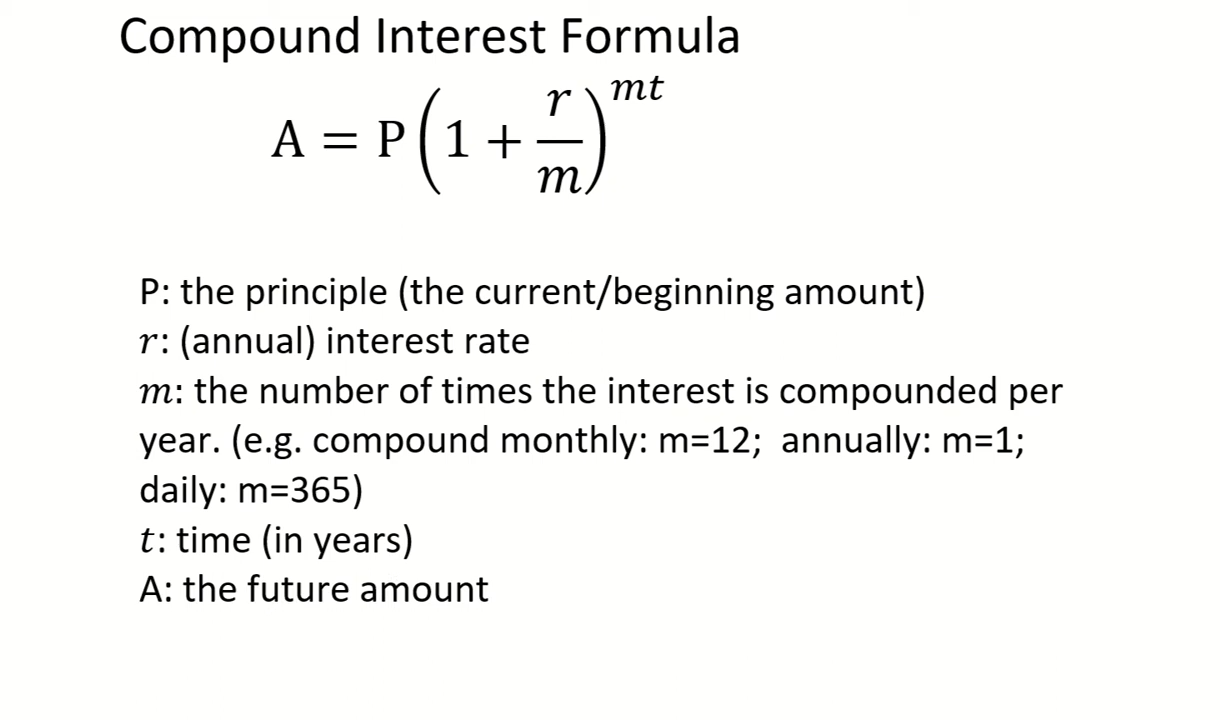 Compound Interest Formula
A = P(1 + r/m)^mt
P: the principle (the current/beginning amount)
r: (annual) interest rate
m: the number of times the interest is compounded per
year. (e.g. compound monthly: m=12;  annually: m=1;
daily: m=365)
t: time (in years)
A: the future amount